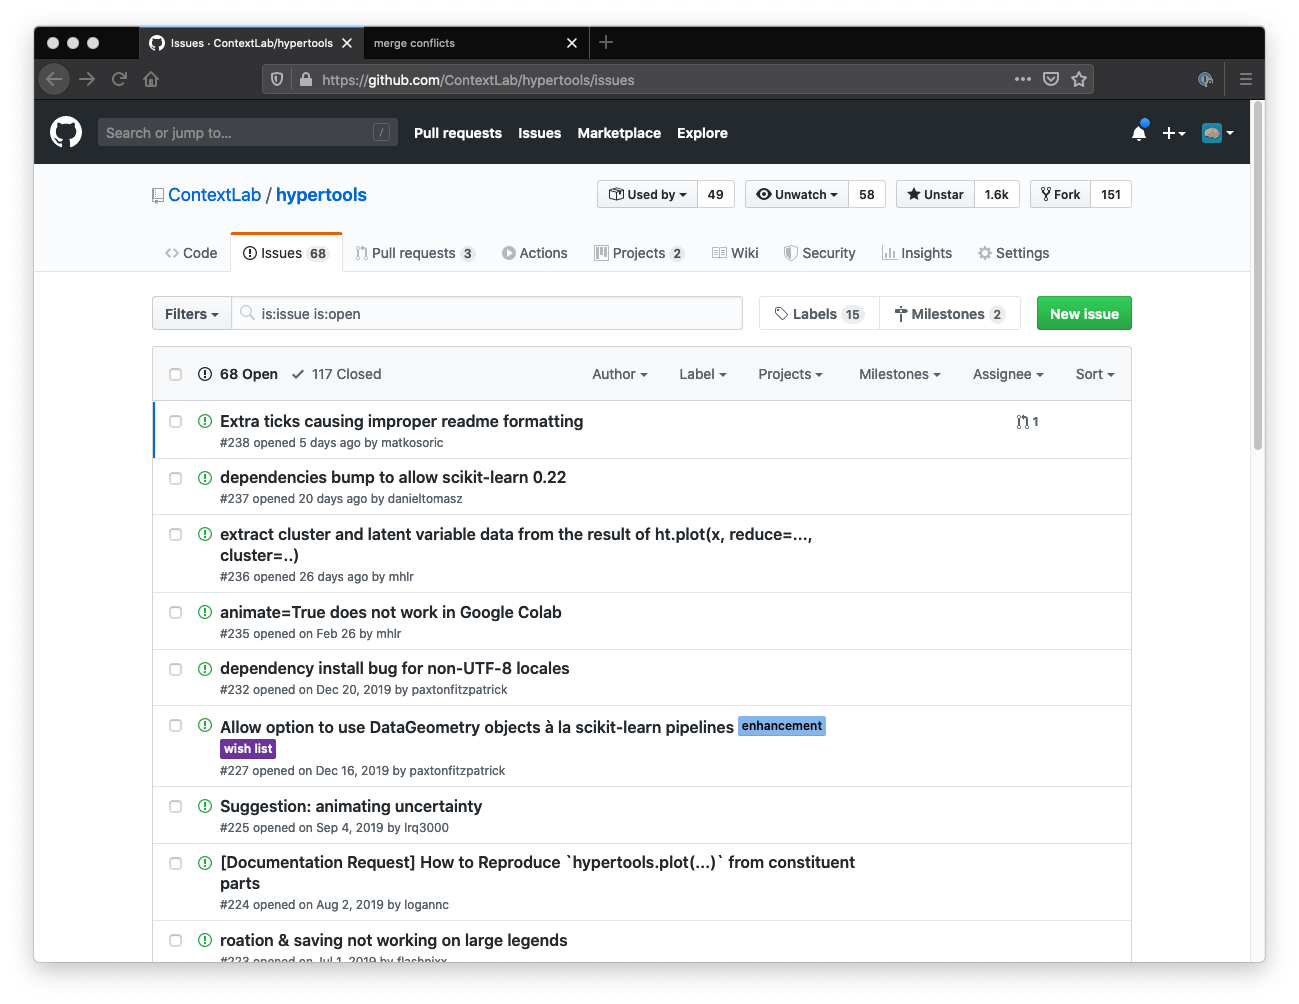 Issues · ContextLab/hypertools
merge conflicts
https://github.com/ContextLab/hypertools/issues
Search or jump to... /
Pull requests Issues Marketplace Explore
ContextLab / hypertools
Used by 49
Unwatch 58
Unstar 1.6k
Fork 151
Code
Issues 68
Pull requests 3
Actions
Projects 2
Wiki
Security
Insights
Settings
Filters
is:issue is:open
Labels 15
Milestones 2
New issue
68 Open 117 Closed
Author Label Projects Milestones Assignee Sort
Extra ticks causing improper readme formatting 1
#238 opened 5 days ago by matkosoric
dependencies bump to allow scikit-learn 0.22
#237 opened 20 days ago by danieltomasz
extract cluster and latent variable data from the result of ht.plot(x, reduce=...,
cluster=..)
#236 opened 26 days ago by mhlr
animate=True does not work in Google Colab
#235 opened on Feb 26 by mhlr
dependency install bug for non-UTF-8 locales
#232 opened on Dec 20, 2019 by paxtonfitzpatrick
Allow option to use DataGeometry objects à la scikit-learn pipelines enhancement
wish list
#227 opened on Dec 16, 2019 by paxtonfitzpatrick
Suggestion: animating uncertainty
#225 opened on Sep 4, 2019 by lrq3000
[Documentation Request] How to Reproduce `hypertools.plot(...)` from constituent
parts
#224 opened on Aug 2, 2019 by logannc
roation & saving not working on large legends
#223 opened on Jul 1, 2019 by flashpixx